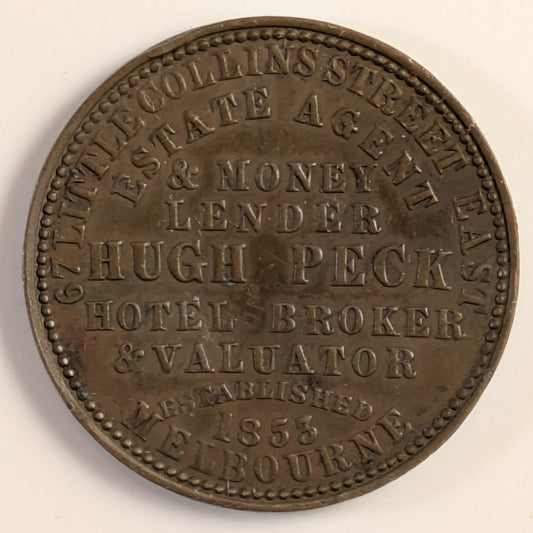 67 LITTLE COLLINS STREET EAST
ESTATE AGENT
& MONEY
LENDER
HUGH PECK
HOTEL BROKER
& VALUATOR
ESTABLISHED
1853
MELBOURNE